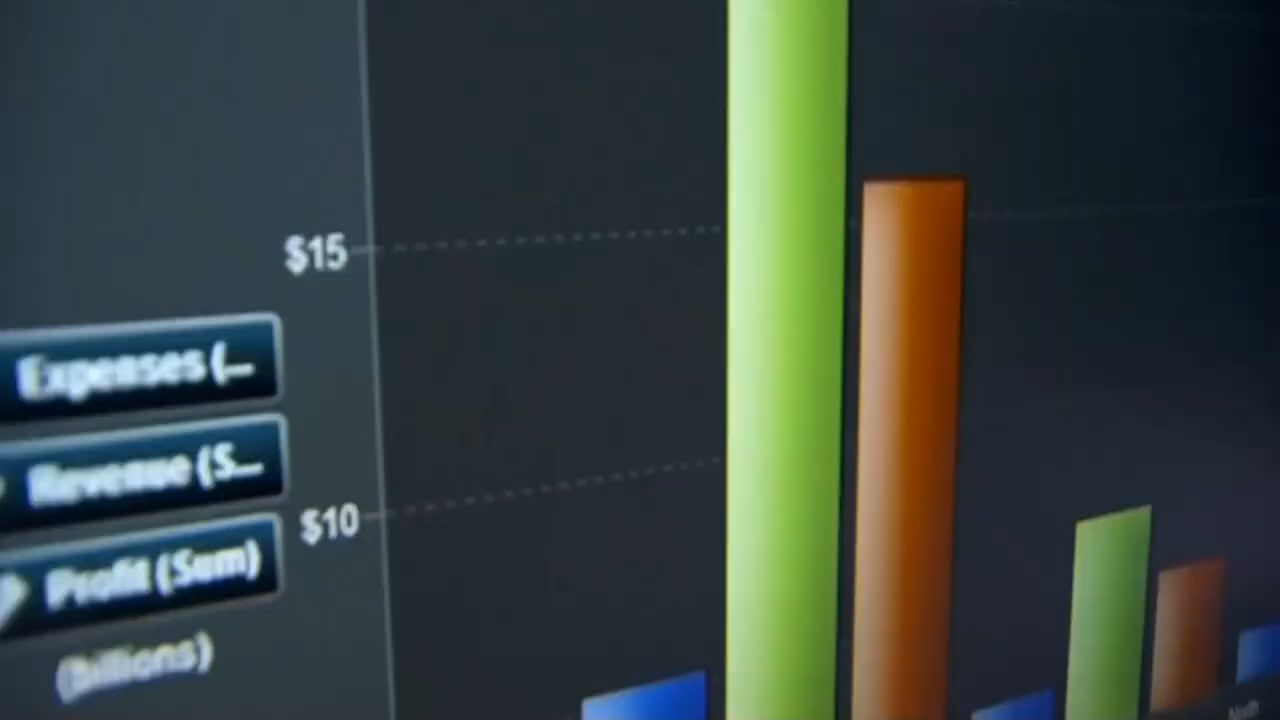 $15
Expenses (...
Revenue (S...
$10
Profit (Sum)
(billions)